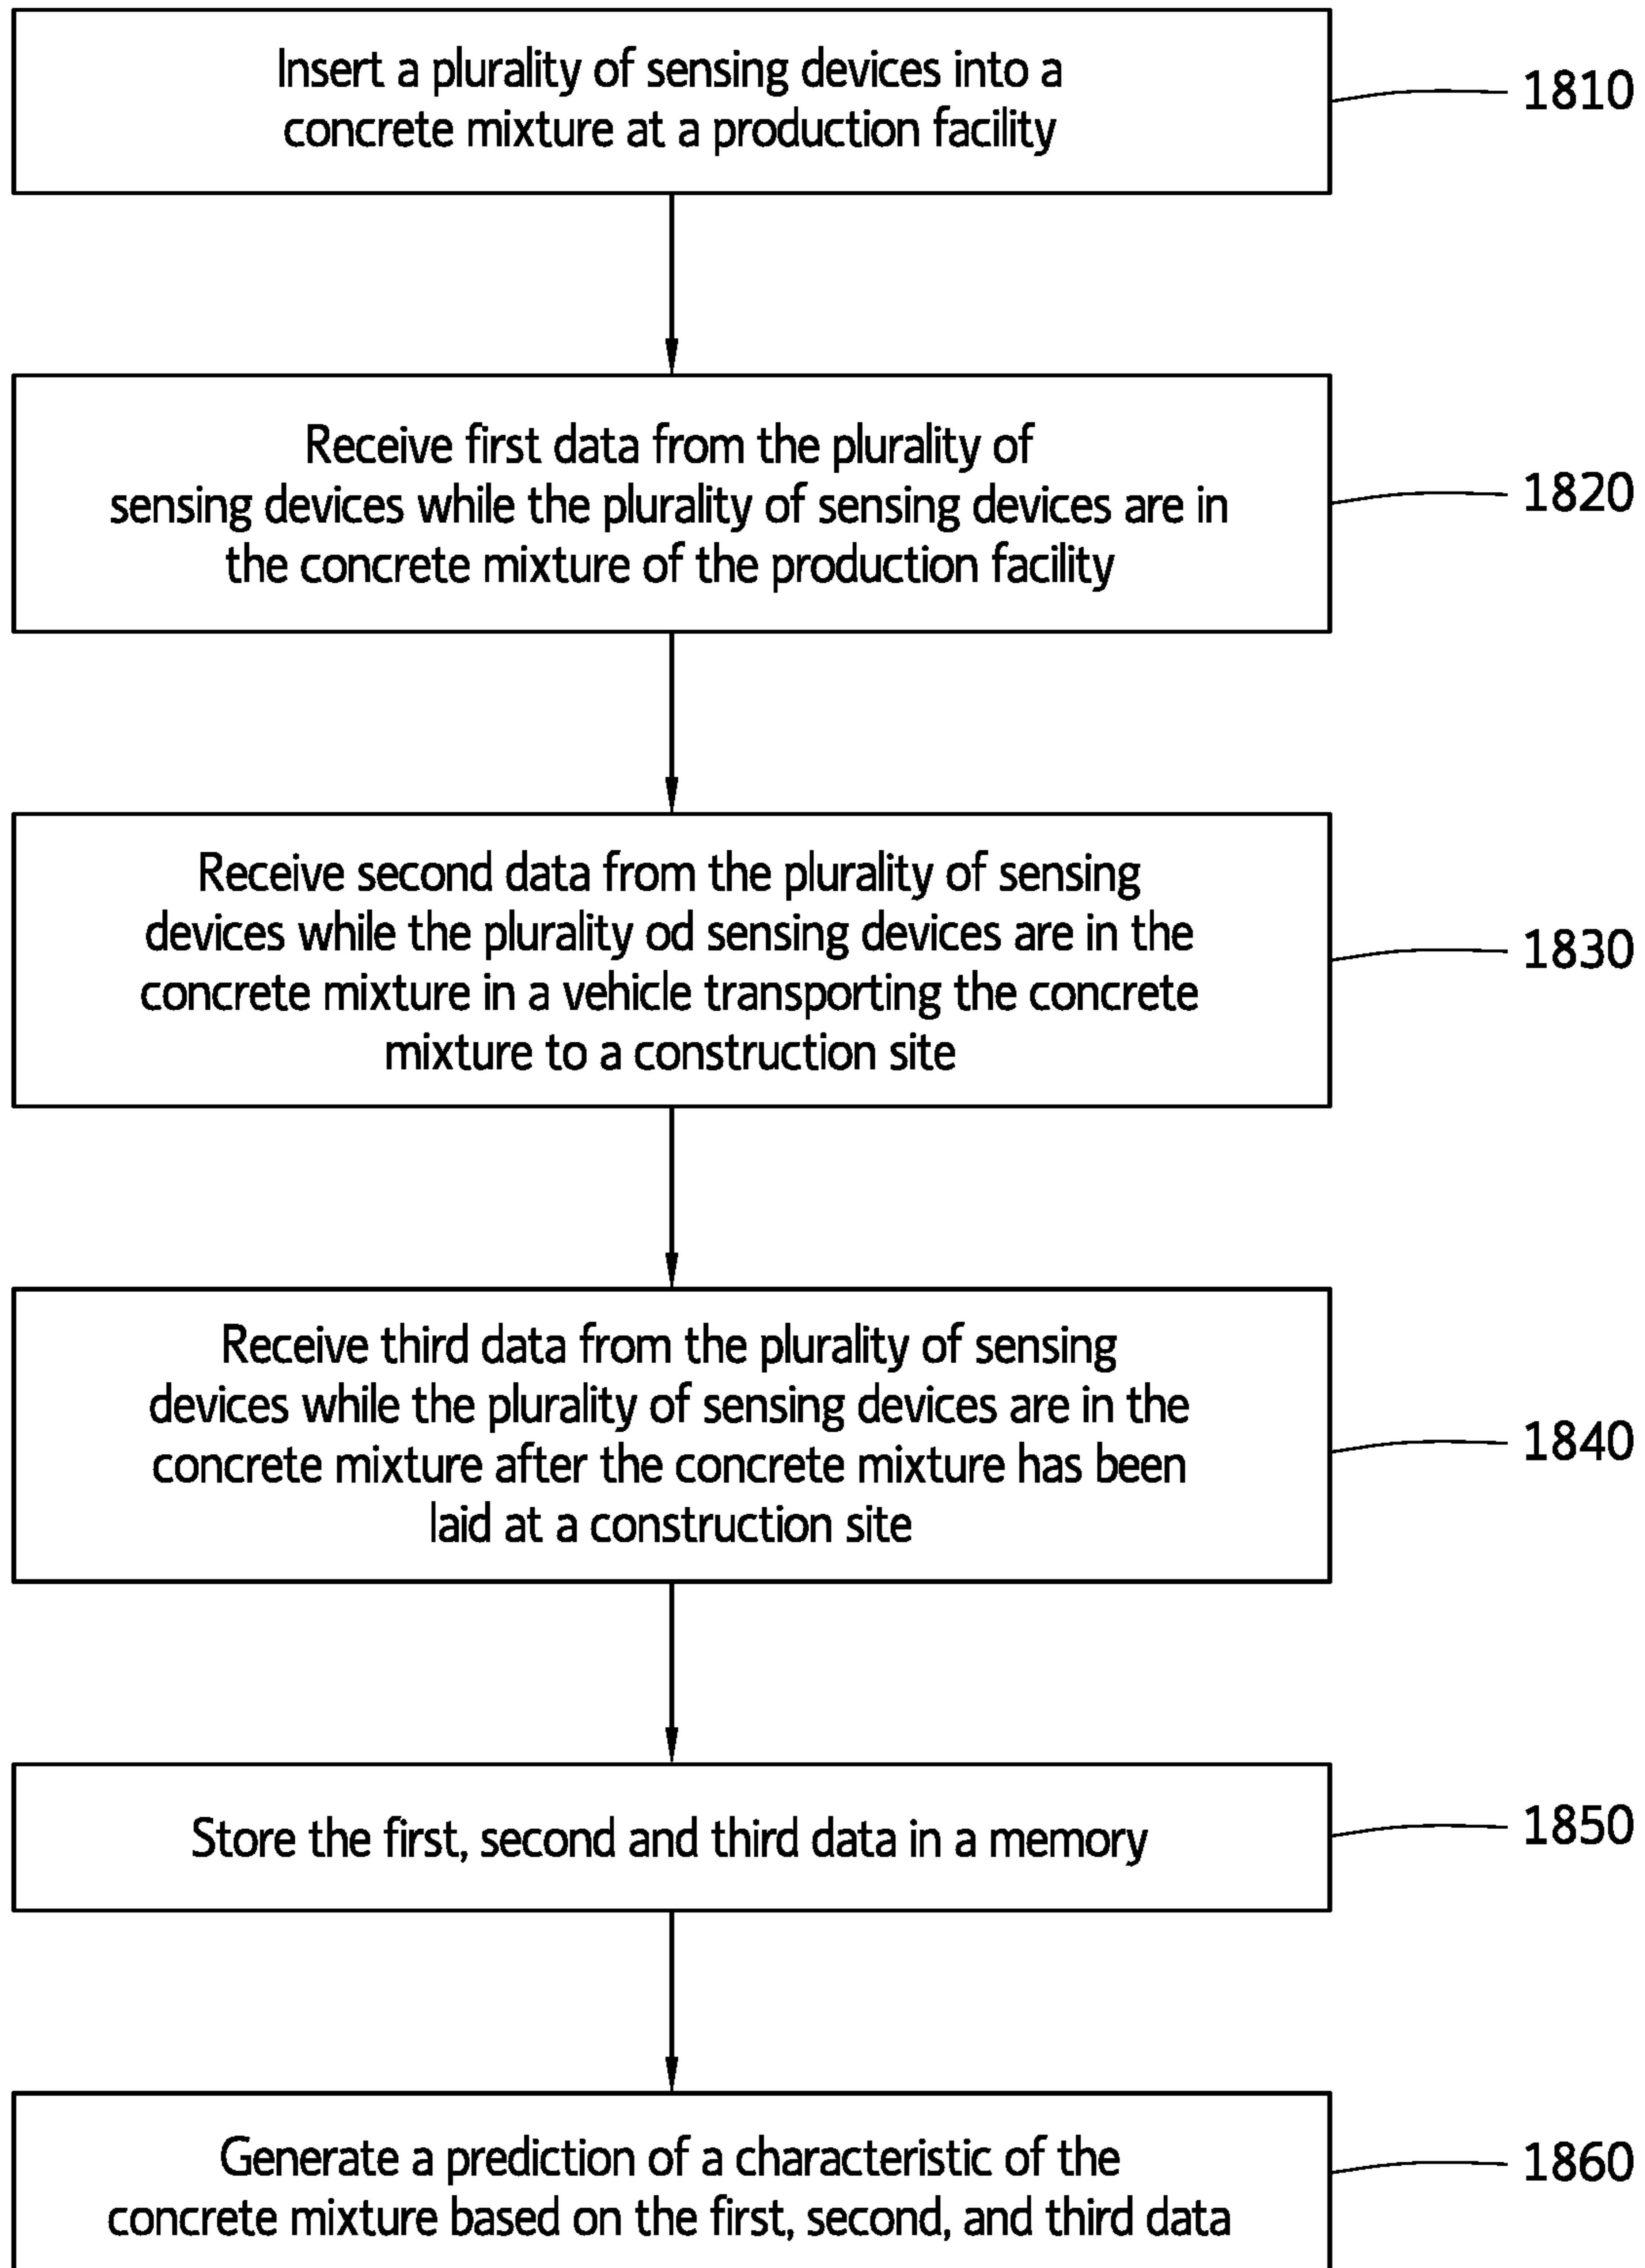 Insert a plurality of sensing devices into a
concrete mixture at a production facility
1810
Receive first data from the plurality of
sensing devices while the plurality of sensing devices are in
the concrete mixture of the production facility
1820
Receive second data from the plurality of sensing
devices while the plurality od sensing devices are in the
concrete mixture in a vehicle transporting the concrete
mixture to a construction site
1830
Receive third data from the plurality of sensing
devices while the plurality of sensing devices are in the
concrete mixture after the concrete mixture has been
laid at a construction site
1840
Store the first, second and third data in a memory
1850
Generate a prediction of a characteristic of the
concrete mixture based on the first, second, and third data
1860